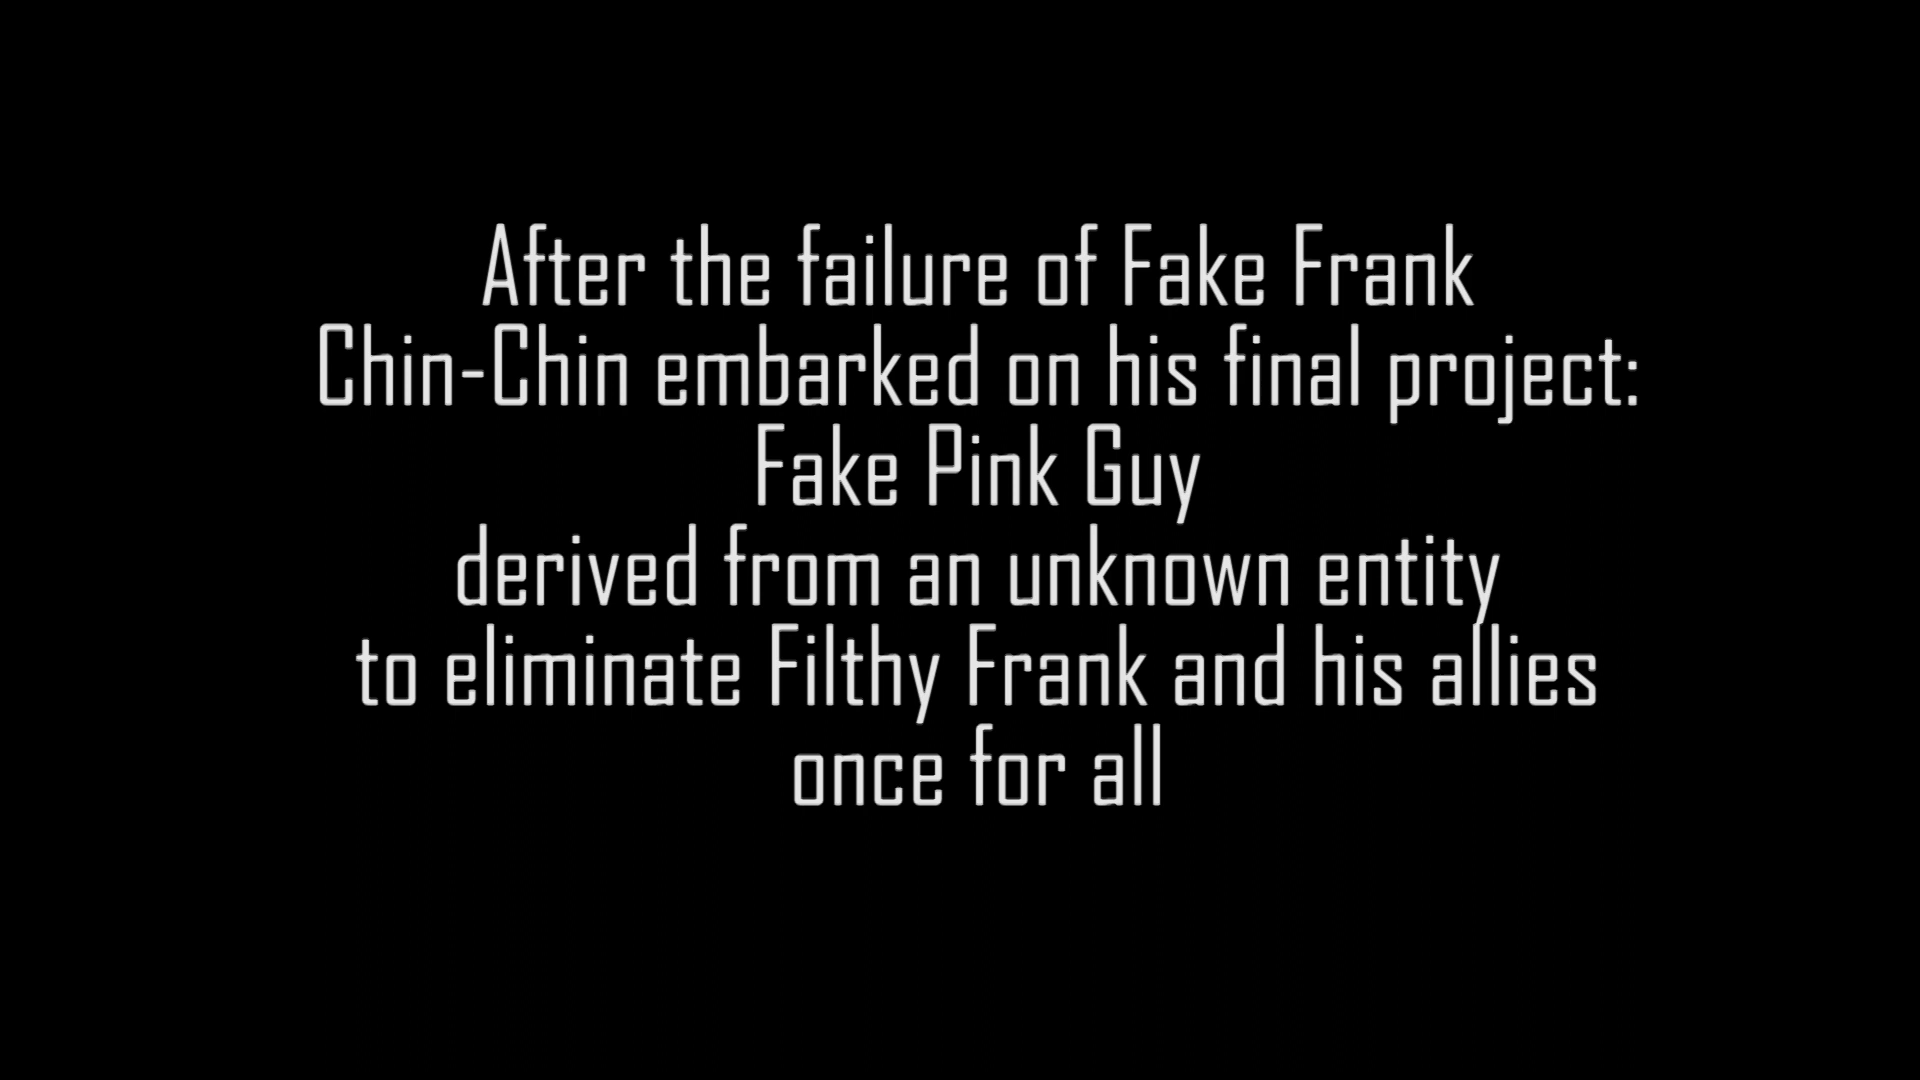 After the failure of Fake Frank
Chin-Chin embarked on his final project:
Fake Pink Guy
derived from an unknown entity
to eliminate Filthy Frank and his allies
once for all